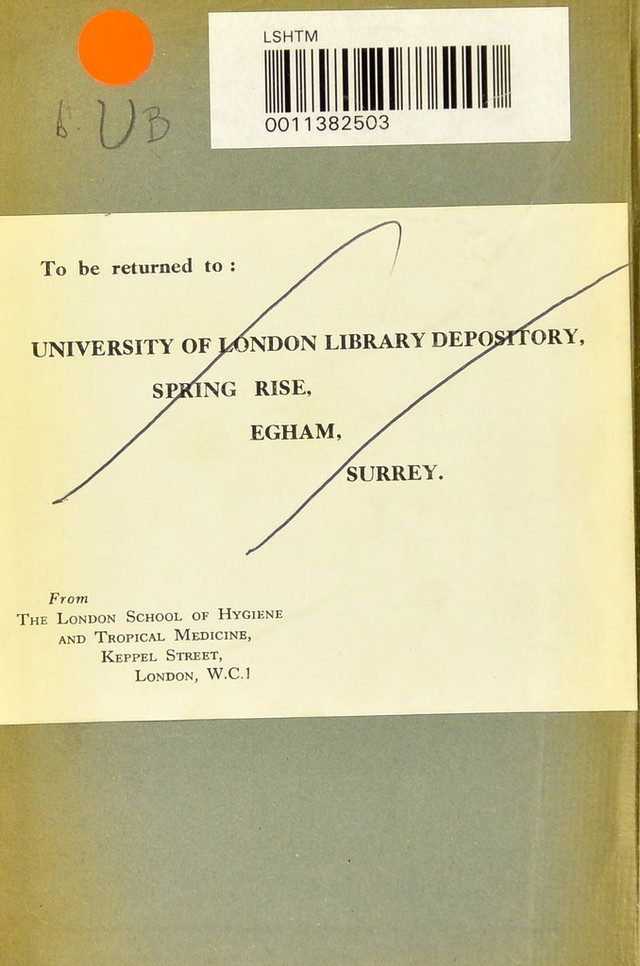 LSHTM
0011382503
UB
To be returned to :
UNIVERSITY OF LONDON LIBRARY DEPOSITORY,
SPRING RISE,
EGHAM,
SURREY.
From
THE LONDON SCHOOL OF HYGIENE
AND TROPICAL MEDICINE,
KEPPEL STREET,
LONDON, W.C.1